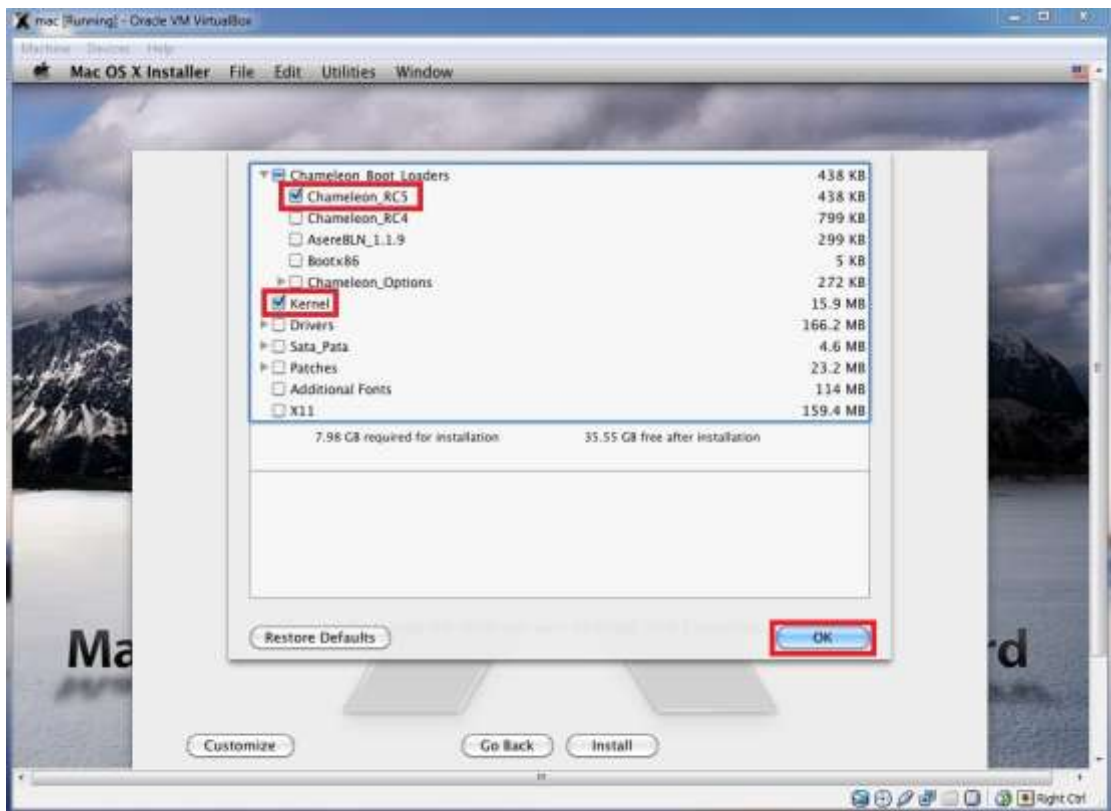 mac [Running] - Oracle VM VirtualBox
Machine Devices Help
Mac OS X Installer File Edit Utilities Window
Chameleon_Boot_Loaders 438 KB
Chameleon_RC5 438 KB
Chameleon_RC4 799 KB
AsereBLN_1.1.9 299 KB
Bootx86 5 KB
Chameleon_Options 272 KB
Kernel 15.9 MB
Drivers 166.2 MB
Sata_Pata 4.6 MB
Patches 23.2 MB
Additional Fonts 114 MB
X11 159.4 MB
7.98 GB required for installation 35.55 GB free after installation
Restore Defaults OK
Ma rd
Customize Go Back Install
Right Ctrl